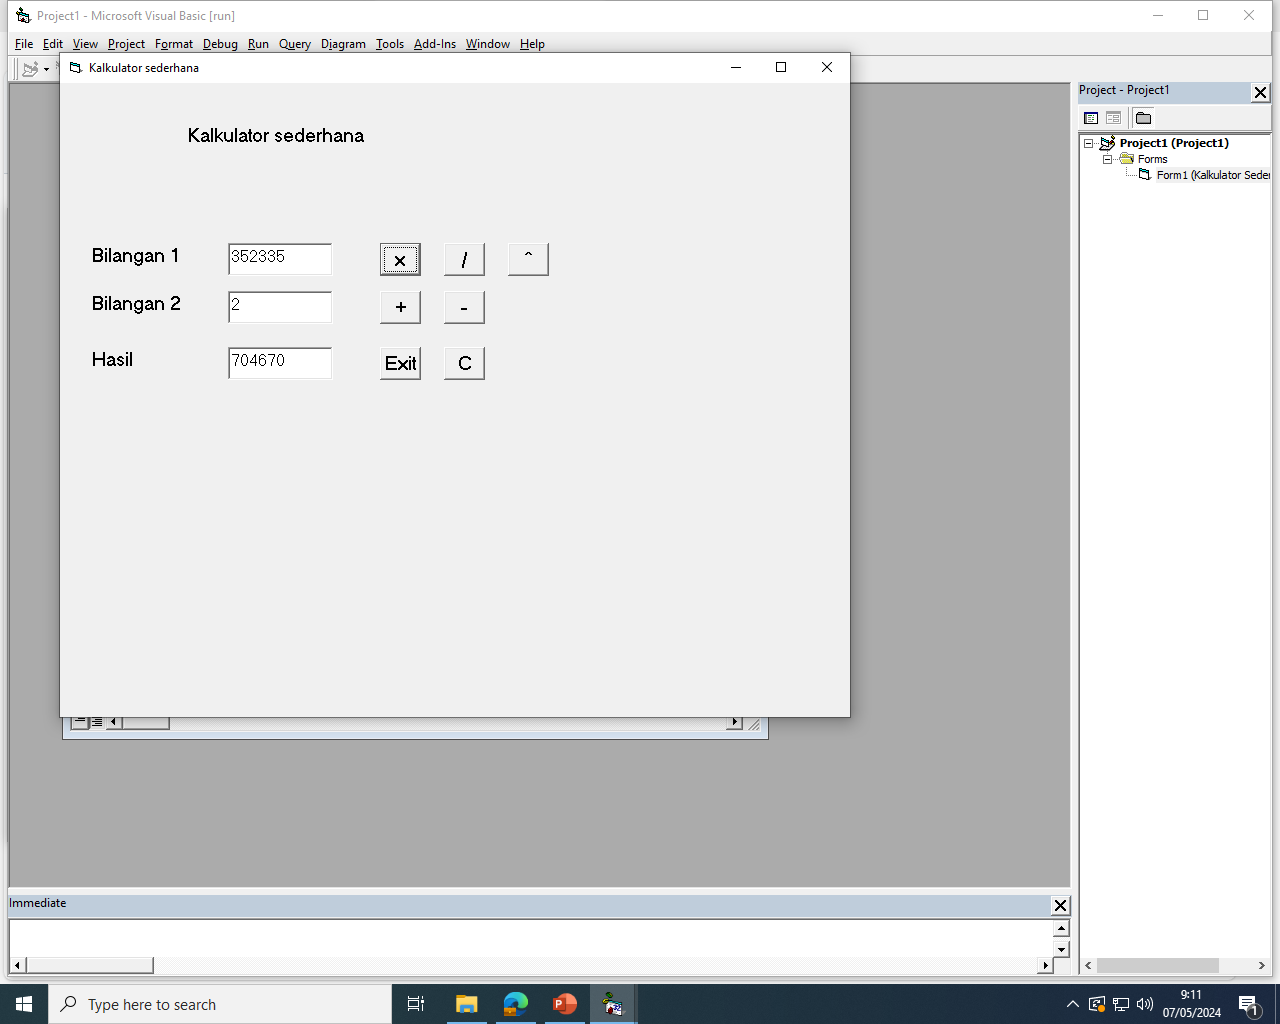 Project1 - Microsoft Visual Basic [run]
File Edit View Project Format Debug Run Query Diagram Tools Add-Ins Window Help
Kalkulator sederhana
Project - Project1
Kalkulator sederhana
Project1 (Project1)
Forms
Form1 (Kalkulator Seder
Bilangan 1 352335 × / ^
Bilangan 2 2 + -
Hasil 704670 Exit C
Immediate
Type here to search
9:11
07/05/2024
1